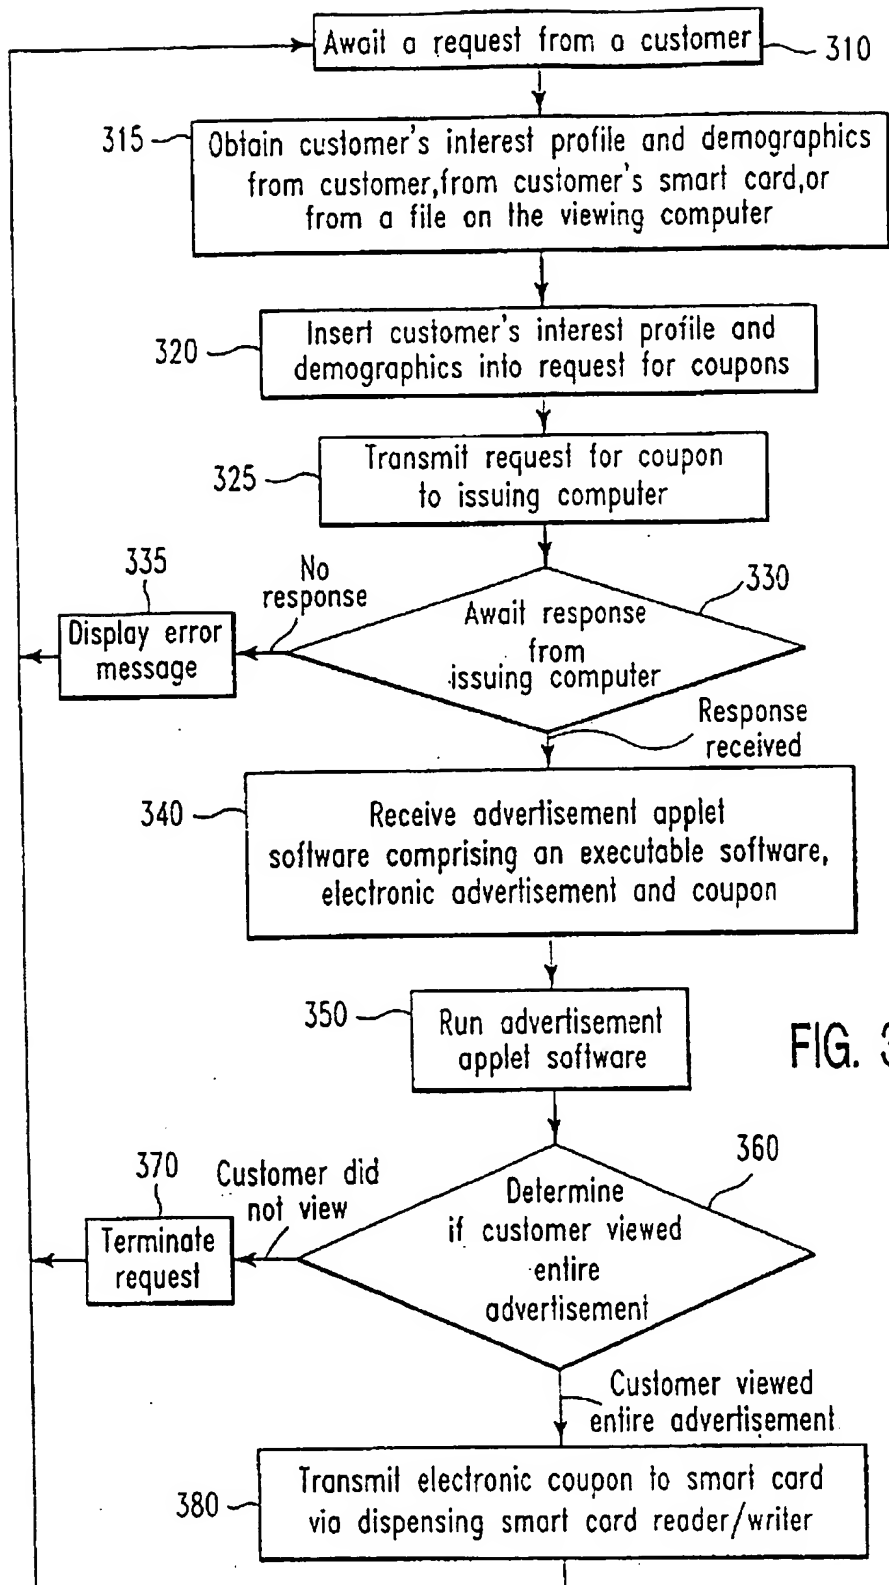 Await a request from a customer
310
315
Obtain customer's interest profile and demographics
from customer,from customer's smart card,or
from a file on the viewing computer
320
Insert customer's interest profile and
demographics into request for coupons
325
Transmit request for coupon
to issuing computer
335
No
response
330
Display error
message
Await response
from
issuing computer
Response
received
340
Receive advertisement applet
software comprising an executable software,
electronic advertisement and coupon
350
Run advertisement
applet software
FIG. 3
370
Customer did
not view
360
Terminate
request
Determine
if customer viewed
entire
advertisement
Customer viewed
entire advertisement
380
Transmit electronic coupon to smart card
via dispensing smart card reader/writer